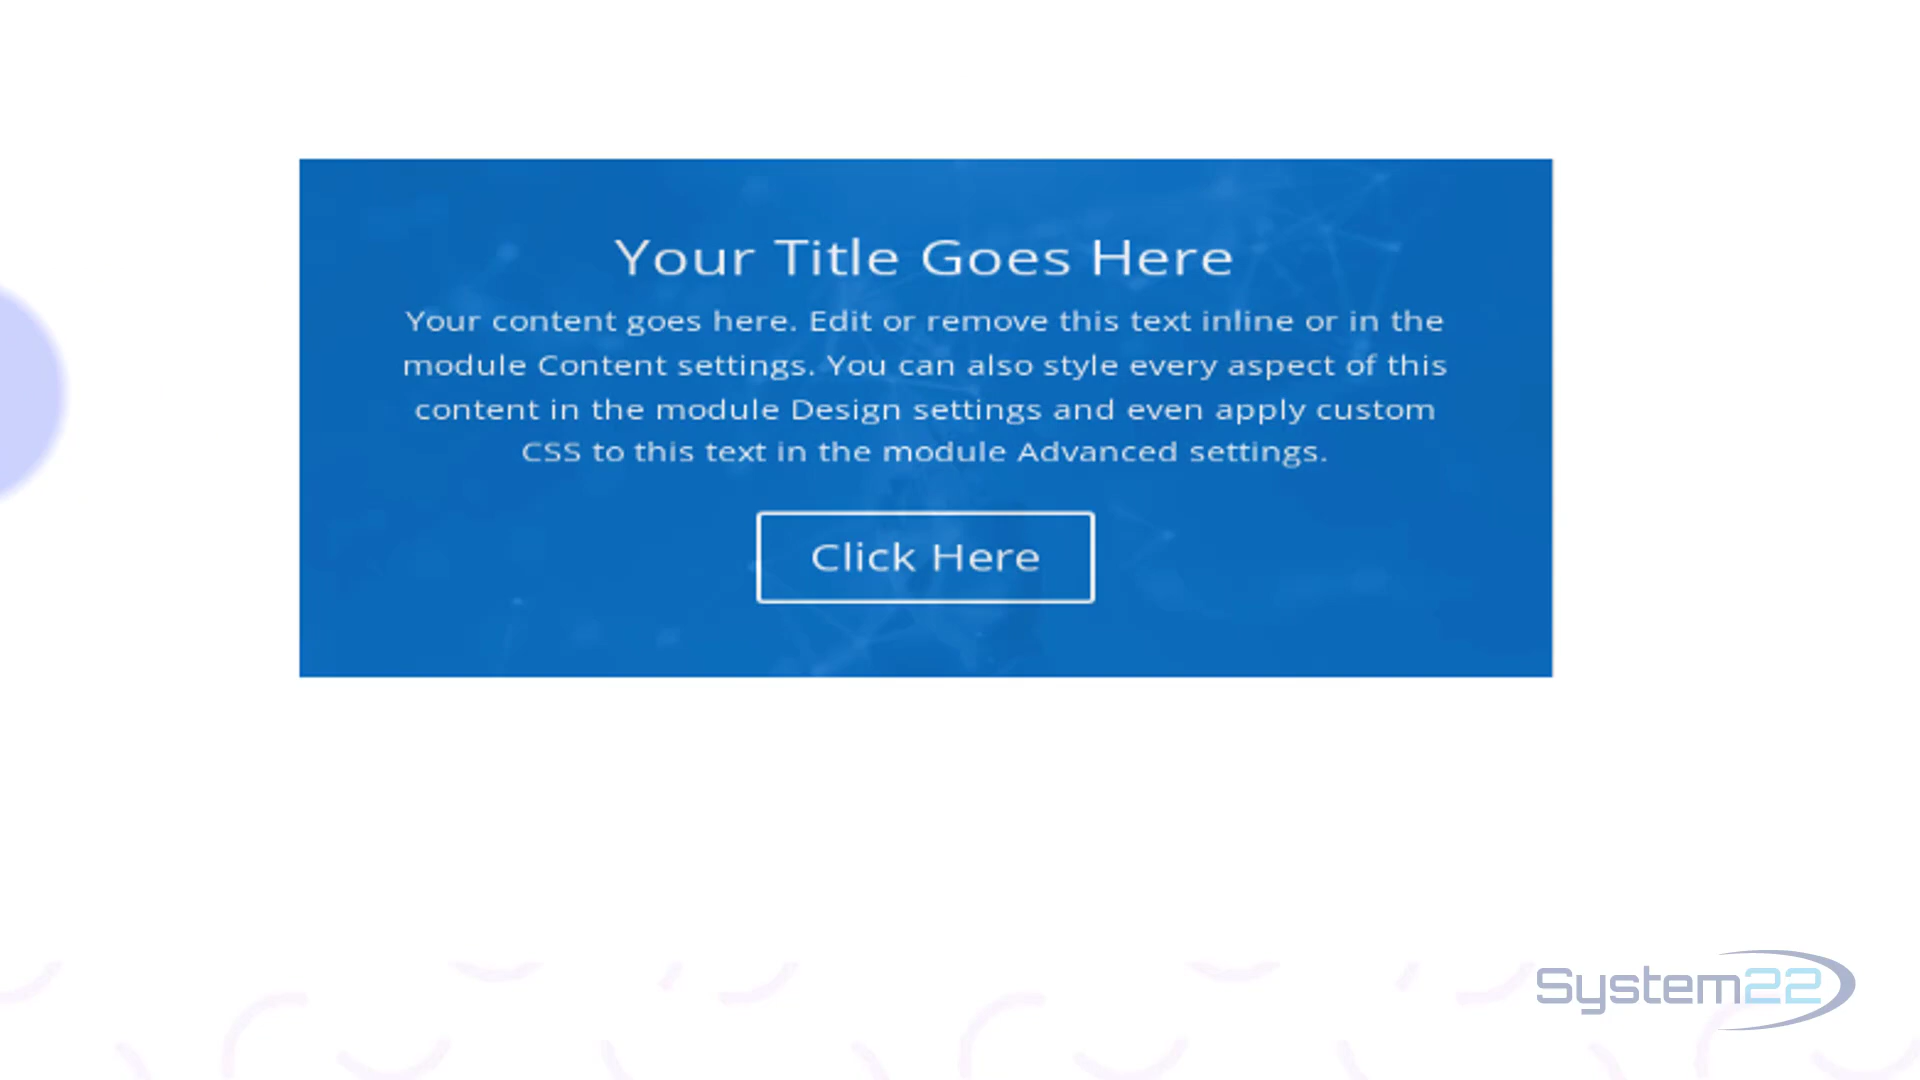 Your Title Goes Here
Your content goes here. Edit or remove this text inline or in the
module Content settings. You can also style every aspect of this
content in the module Design settings and even apply custom
CSS to this text in the module Advanced settings.
Click Here
System22